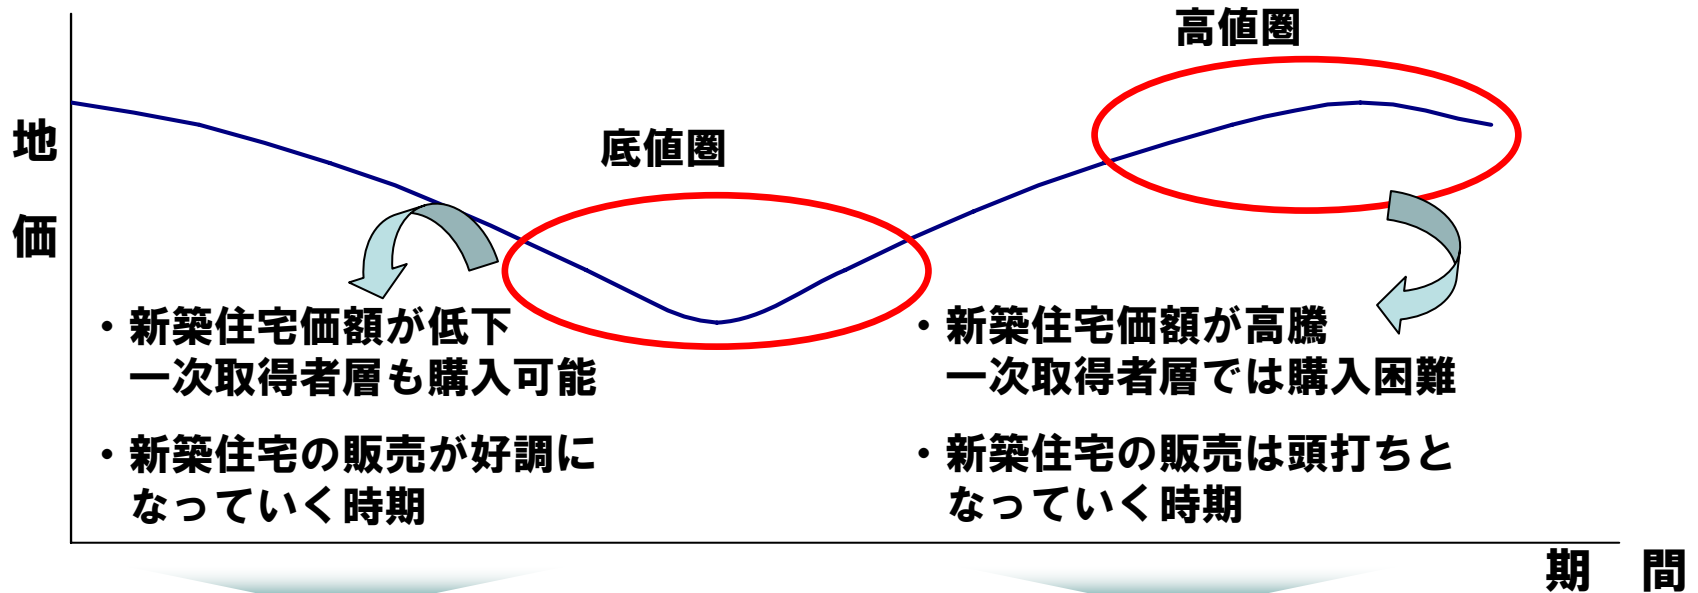 高値圏
底値圏
地価
・新築住宅価額が低下
一次取得者層も購入可能
・新築住宅の販売が好調に
なっていく時期
・新築住宅価額が高騰
一次取得者層では購入困難
・新築住宅の販売は頭打ちと
なっていく時期
期間